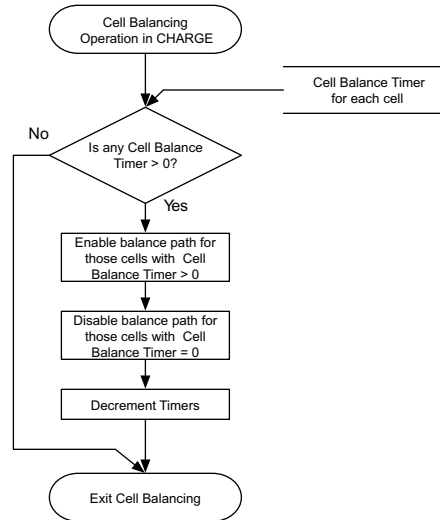 Cell Balancing
Operation in CHARGE
Cell Balance Timer
for each cell
No
Is any Cell Balance
Timer > 0?
Yes
Enable balance path for
those cells with Cell
Balance Timer > 0
Disable balance path for
those cells with Cell
Balance Timer = 0
Decrement Timers
Exit Cell Balancing